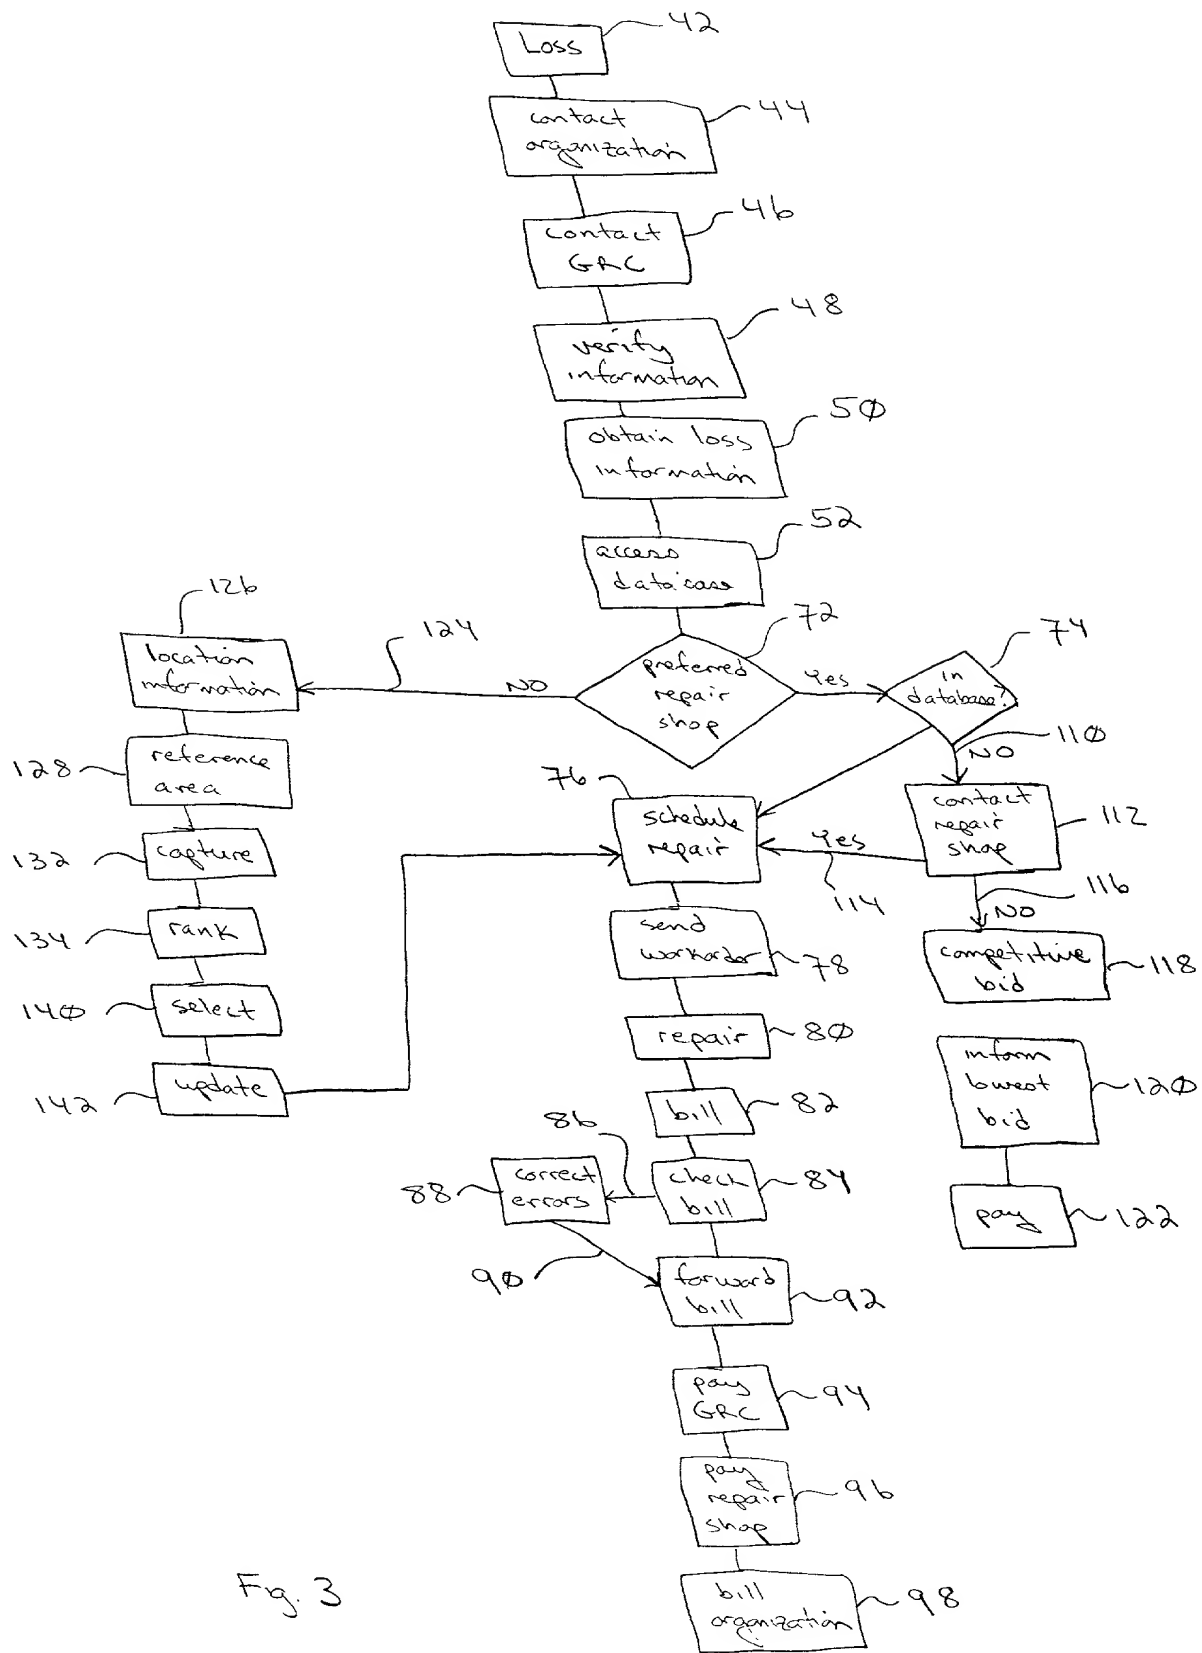 Loss
42
contact
organization
44
contact
GRC
46
verify
information
48
obtain loss
information
50
access
database
52
preferred
repair
shop
72
Yes
in
database?
74
NO
124
location
information
126
reference
area
128
capture
132
rank
134
select
140
update
142
schedule
repair
76
NO
110
contact
repair
shop
112
Yes
114
NO
116
competitive
bid
118
inform
lowest
bid
120
pay
122
send
workorder
78
repair
80
bill
82
check
bill
84
86
correct
errors
88
90
forward
bill
92
pay
GRC
94
pay
repair
shop
96
bill
organization
98
Fig. 3